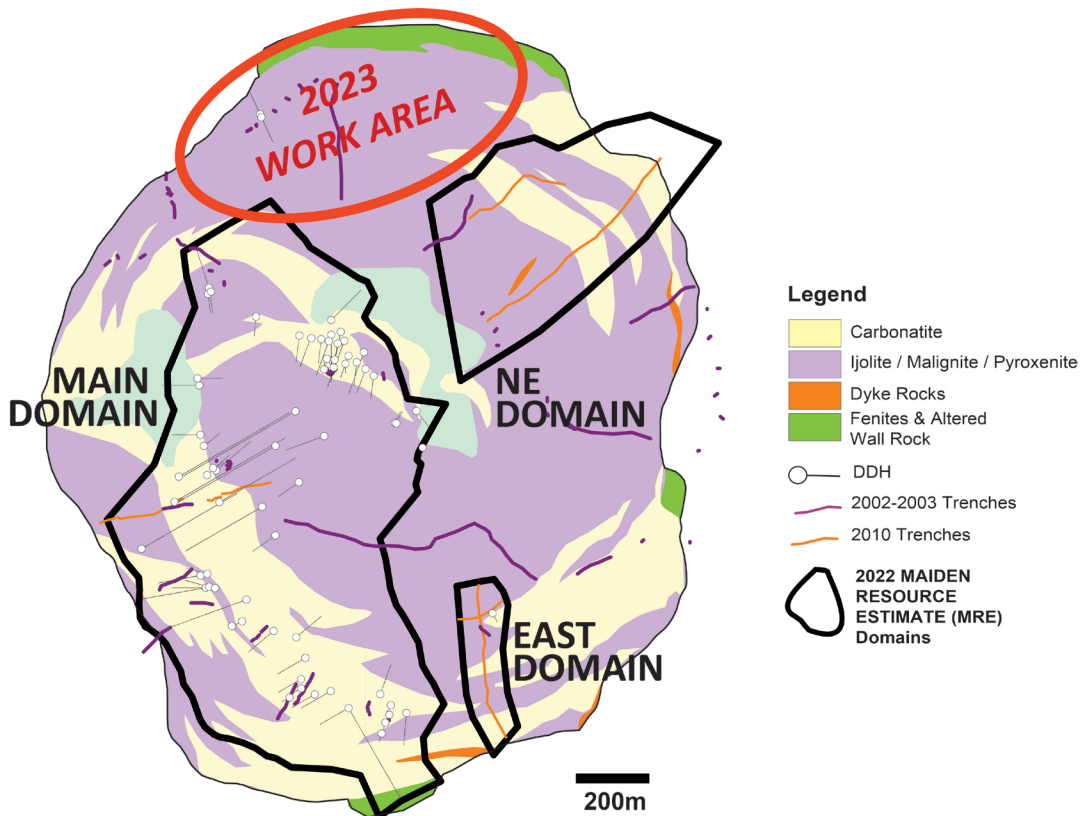 2023
WORK AREA
MAIN
DOMAIN
NE
DOMAIN
EAST
DOMAIN
200m
Legend
Carbonatite
Ijolite / Malignite / Pyroxenite
Dyke Rocks
Fenites & Altered
Wall Rock
DDH
2002-2003 Trenches
2010 Trenches
2022 MAIDEN
RESOURCE
ESTIMATE (MRE)
Domains